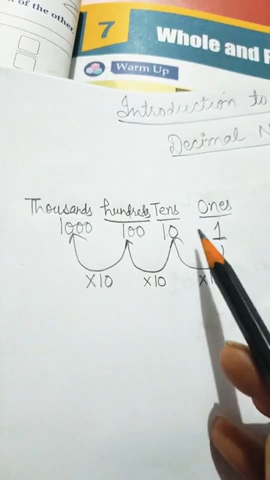 of the other
7
Whole and
Warm Up
Introduction to
Decimal N
Thousands hundreds Tens Ones
1000 100 10 1
X10 X10 X1